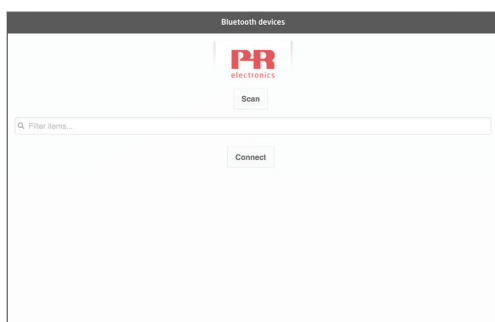 Bluetooth devices
PR
electronics
Scan
Filter items...
Connect